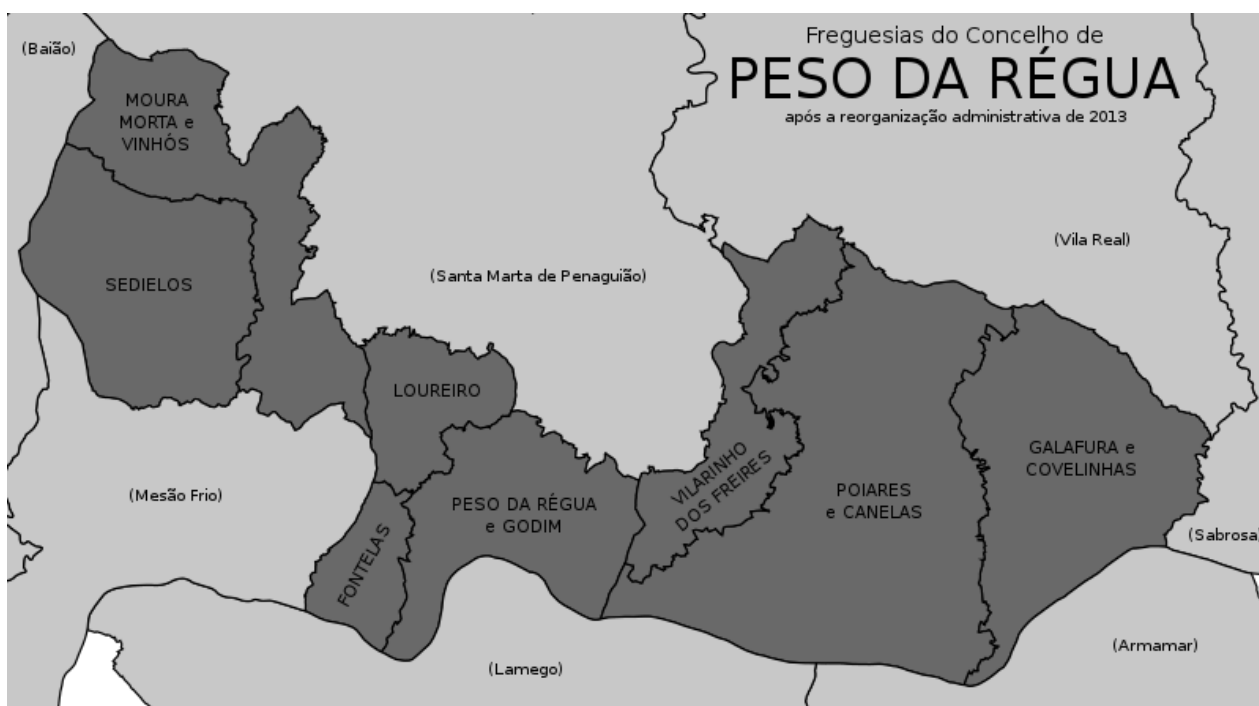 Freguesias do Concelho de
PESO DA RÉGUA
após a reorganização administrativa de 2013
(Baião)
MOURA
MORTA e
VINHÓS
SEDIELOS
(Santa Marta de Penaguião)
(Vila Real)
LOUREIRO
(Mesão Frio)
FONTELAS
PESO DA RÉGUA
e GODIM
VILARINHO
DOS FREIRES
POIARES
e CANELAS
GALAFURA e
COVELINHAS
(Sabrosa)
(Lamego)
(Armamar)